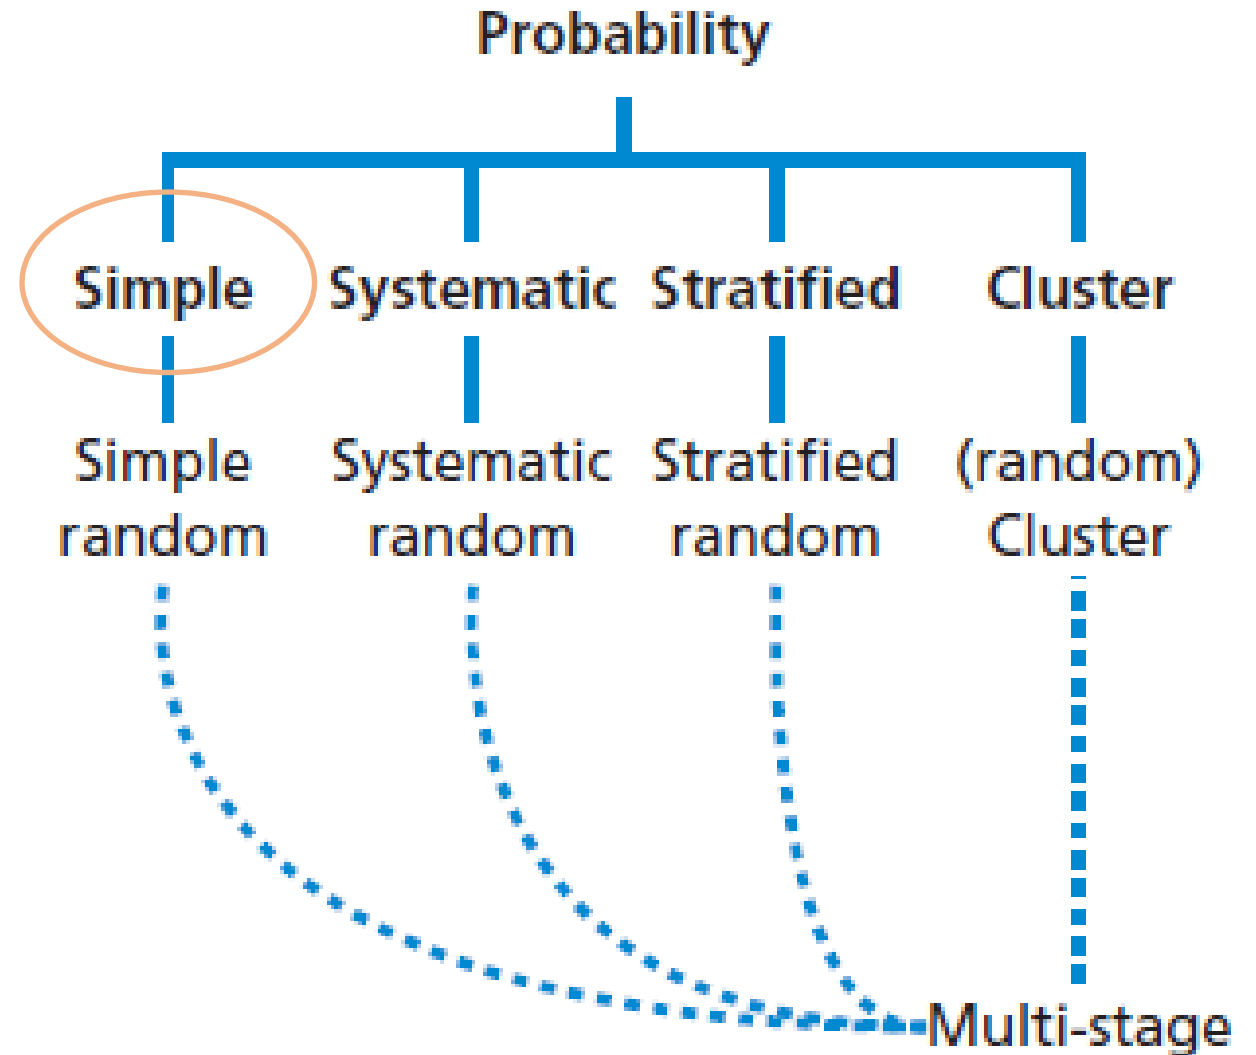 Probability
Simple Systematic Stratified Cluster
Simple random
Systematic random
Stratified random
(random) Cluster
Multi-stage